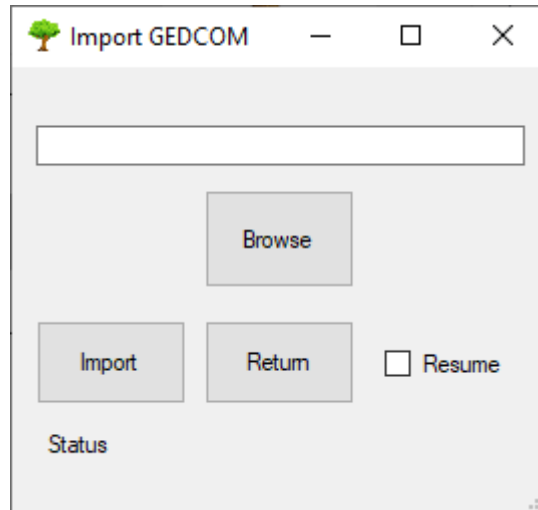 Import GEDCOM
Browse
Import
Return
Resume
Status